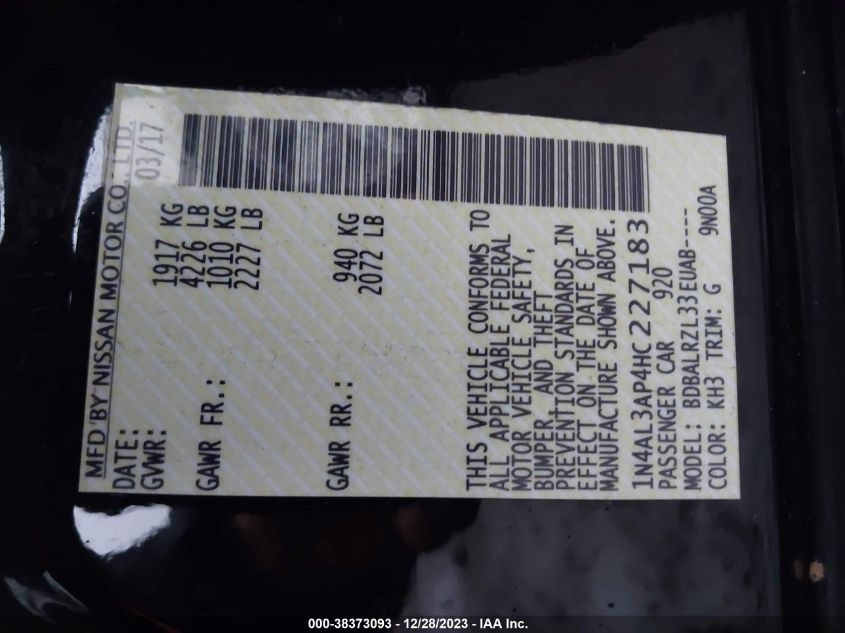 MFD BY NISSAN MOTOR CO., LTD.
DATE: 03/17
GVWR: 1917 KG
4226 LB
GAWR FR.: 1010 KG
2227 LB
GAWR RR.: 940 KG
2072 LB
THIS VEHICLE CONFORMS TO
ALL APPLICABLE FEDERAL
MOTOR VEHICLE SAFETY,
BUMPER, AND THEFT
PREVENTION STANDARDS IN
EFFECT ON THE DATE OF
MANUFACTURE SHOWN ABOVE.
1N4AL3AP4HC227183
PASSENGER CAR 920
MODEL: BDBALRZL33EUAB----
COLOR: KH3 TRIM: G 9N00A
000-38373093 - 12/28/2023 - IAA Inc.